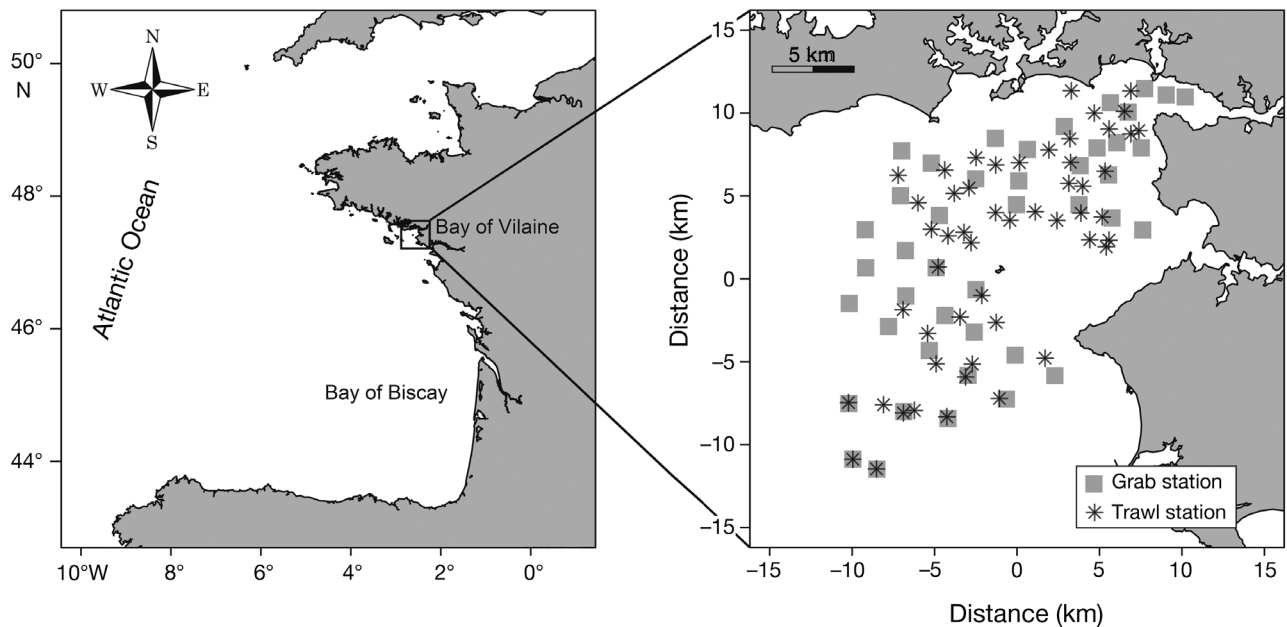 50°
N
48°
46°
44°
10°W
8°
6°
4°
2°
0°
N
W
E
S
Atlantic Ocean
Bay of Vilaine
Bay of Biscay
15
10
5
0
−5
−10
−15
Distance (km)
5 km
Grab station
Trawl station
−15
−10
−5
0
5
10
15
Distance (km)